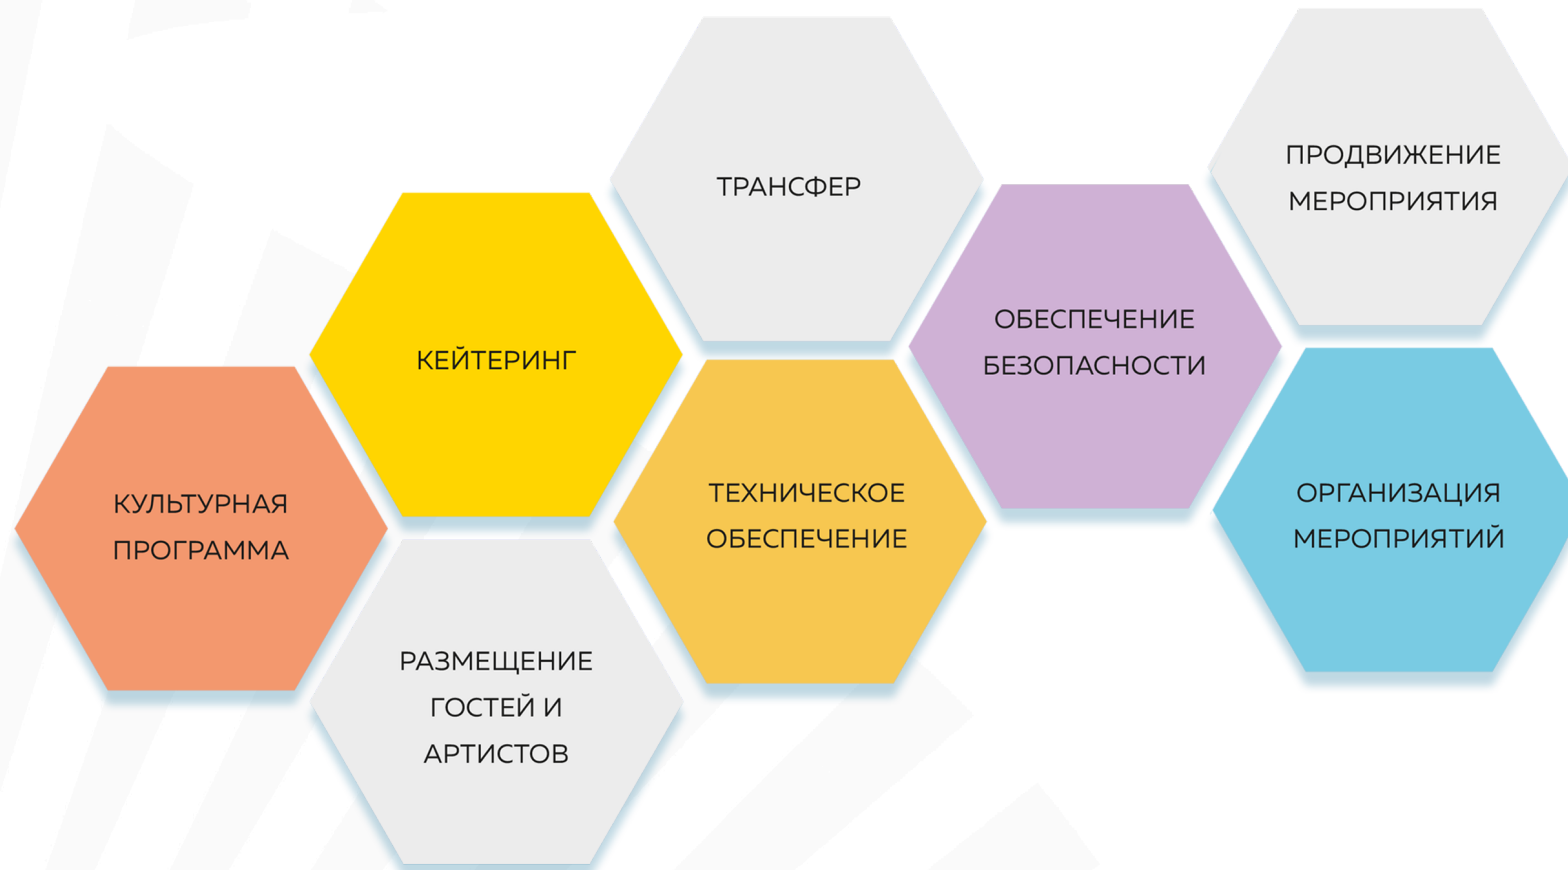 КУЛЬТУРНАЯ
ПРОГРАММА
КЕЙТЕРИНГ
РАЗМЕЩЕНИЕ
ГОСТЕЙ И
АРТИСТОВ
ТРАНСФЕР
ТЕХНИЧЕСКОЕ
ОБЕСПЕЧЕНИЕ
ОБЕСПЕЧЕНИЕ
БЕЗОПАСНОСТИ
ПРОДВИЖЕНИЕ
МЕРОПРИЯТИЯ
ОРГАНИЗАЦИЯ
МЕРОПРИЯТИЙ